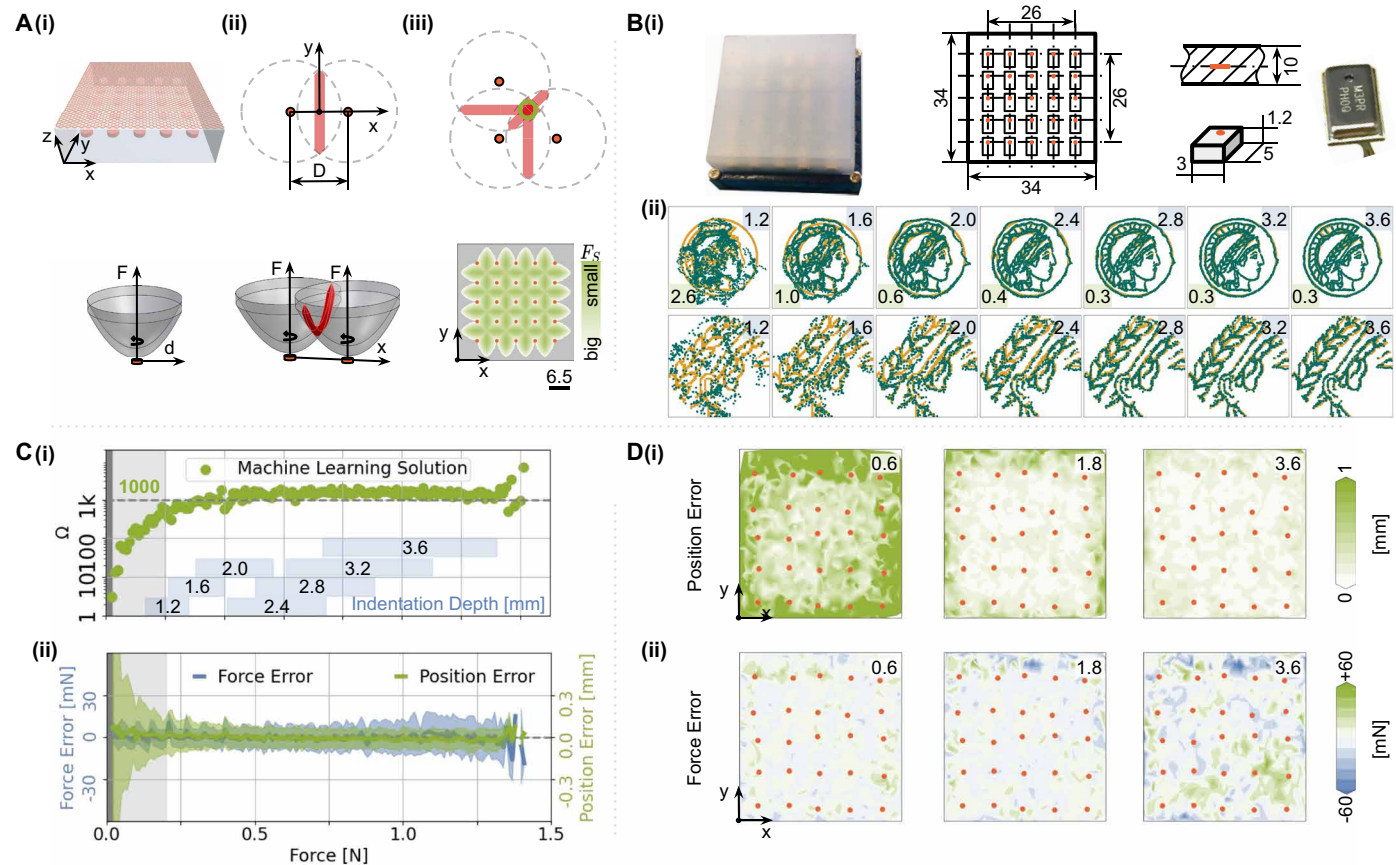 A (i)
(ii)
(iii)
z
y
x
y
x
D
F
d
F
x
F_S
small
big
y
x
6.5
B (i)
26
34
26
34
10
1.2
3
5
M3PR
PH09
(ii)
1.2
1.6
2.0
2.4
2.8
3.2
3.6
2.6
1.0
0.6
0.4
0.3
0.3
0.3
1.2
1.6
2.0
2.4
2.8
3.2
3.6
C (i)
Machine Learning Solution
1000
Ω
1k
100
10
1
3.6
2.0
3.2
1.6
2.8
1.2
2.4
Indentation Depth [mm]
(ii)
Force Error
Position Error
Force Error [mN]
30
0
-30
Position Error [mm]
0.3
0.0
-0.3
0.0
0.5
1.0
1.5
Force [N]
D (i)
Position Error
0.6
1.8
3.6
y
x
1
0
[mm]
(ii)
Force Error
0.6
1.8
3.6
y
x
+60
-60
[mN]